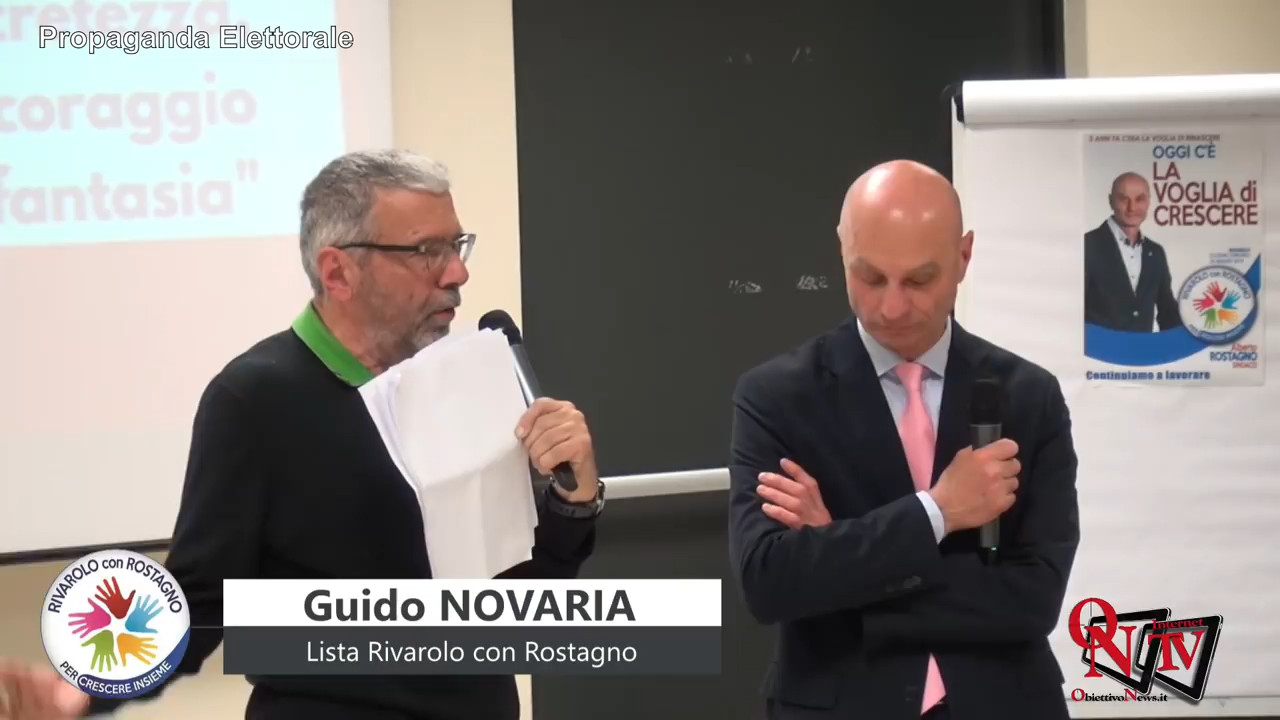 cretezza,
Propaganda Elettorale
coraggio
fantasia"
OGGI C'È
LA
VOGLIA di
CRESCERE
RIVAROLO con ROSTAGNO
Alberto
ROSTAGNO
SINDACO
Continuiamo a lavorare
RIVAROLO con ROSTAGNO
PER CRESCERE INSIEME
Guido NOVARIA
Lista Rivarolo con Rostagno
ON
Internet
TV
ObiettivoNews.it